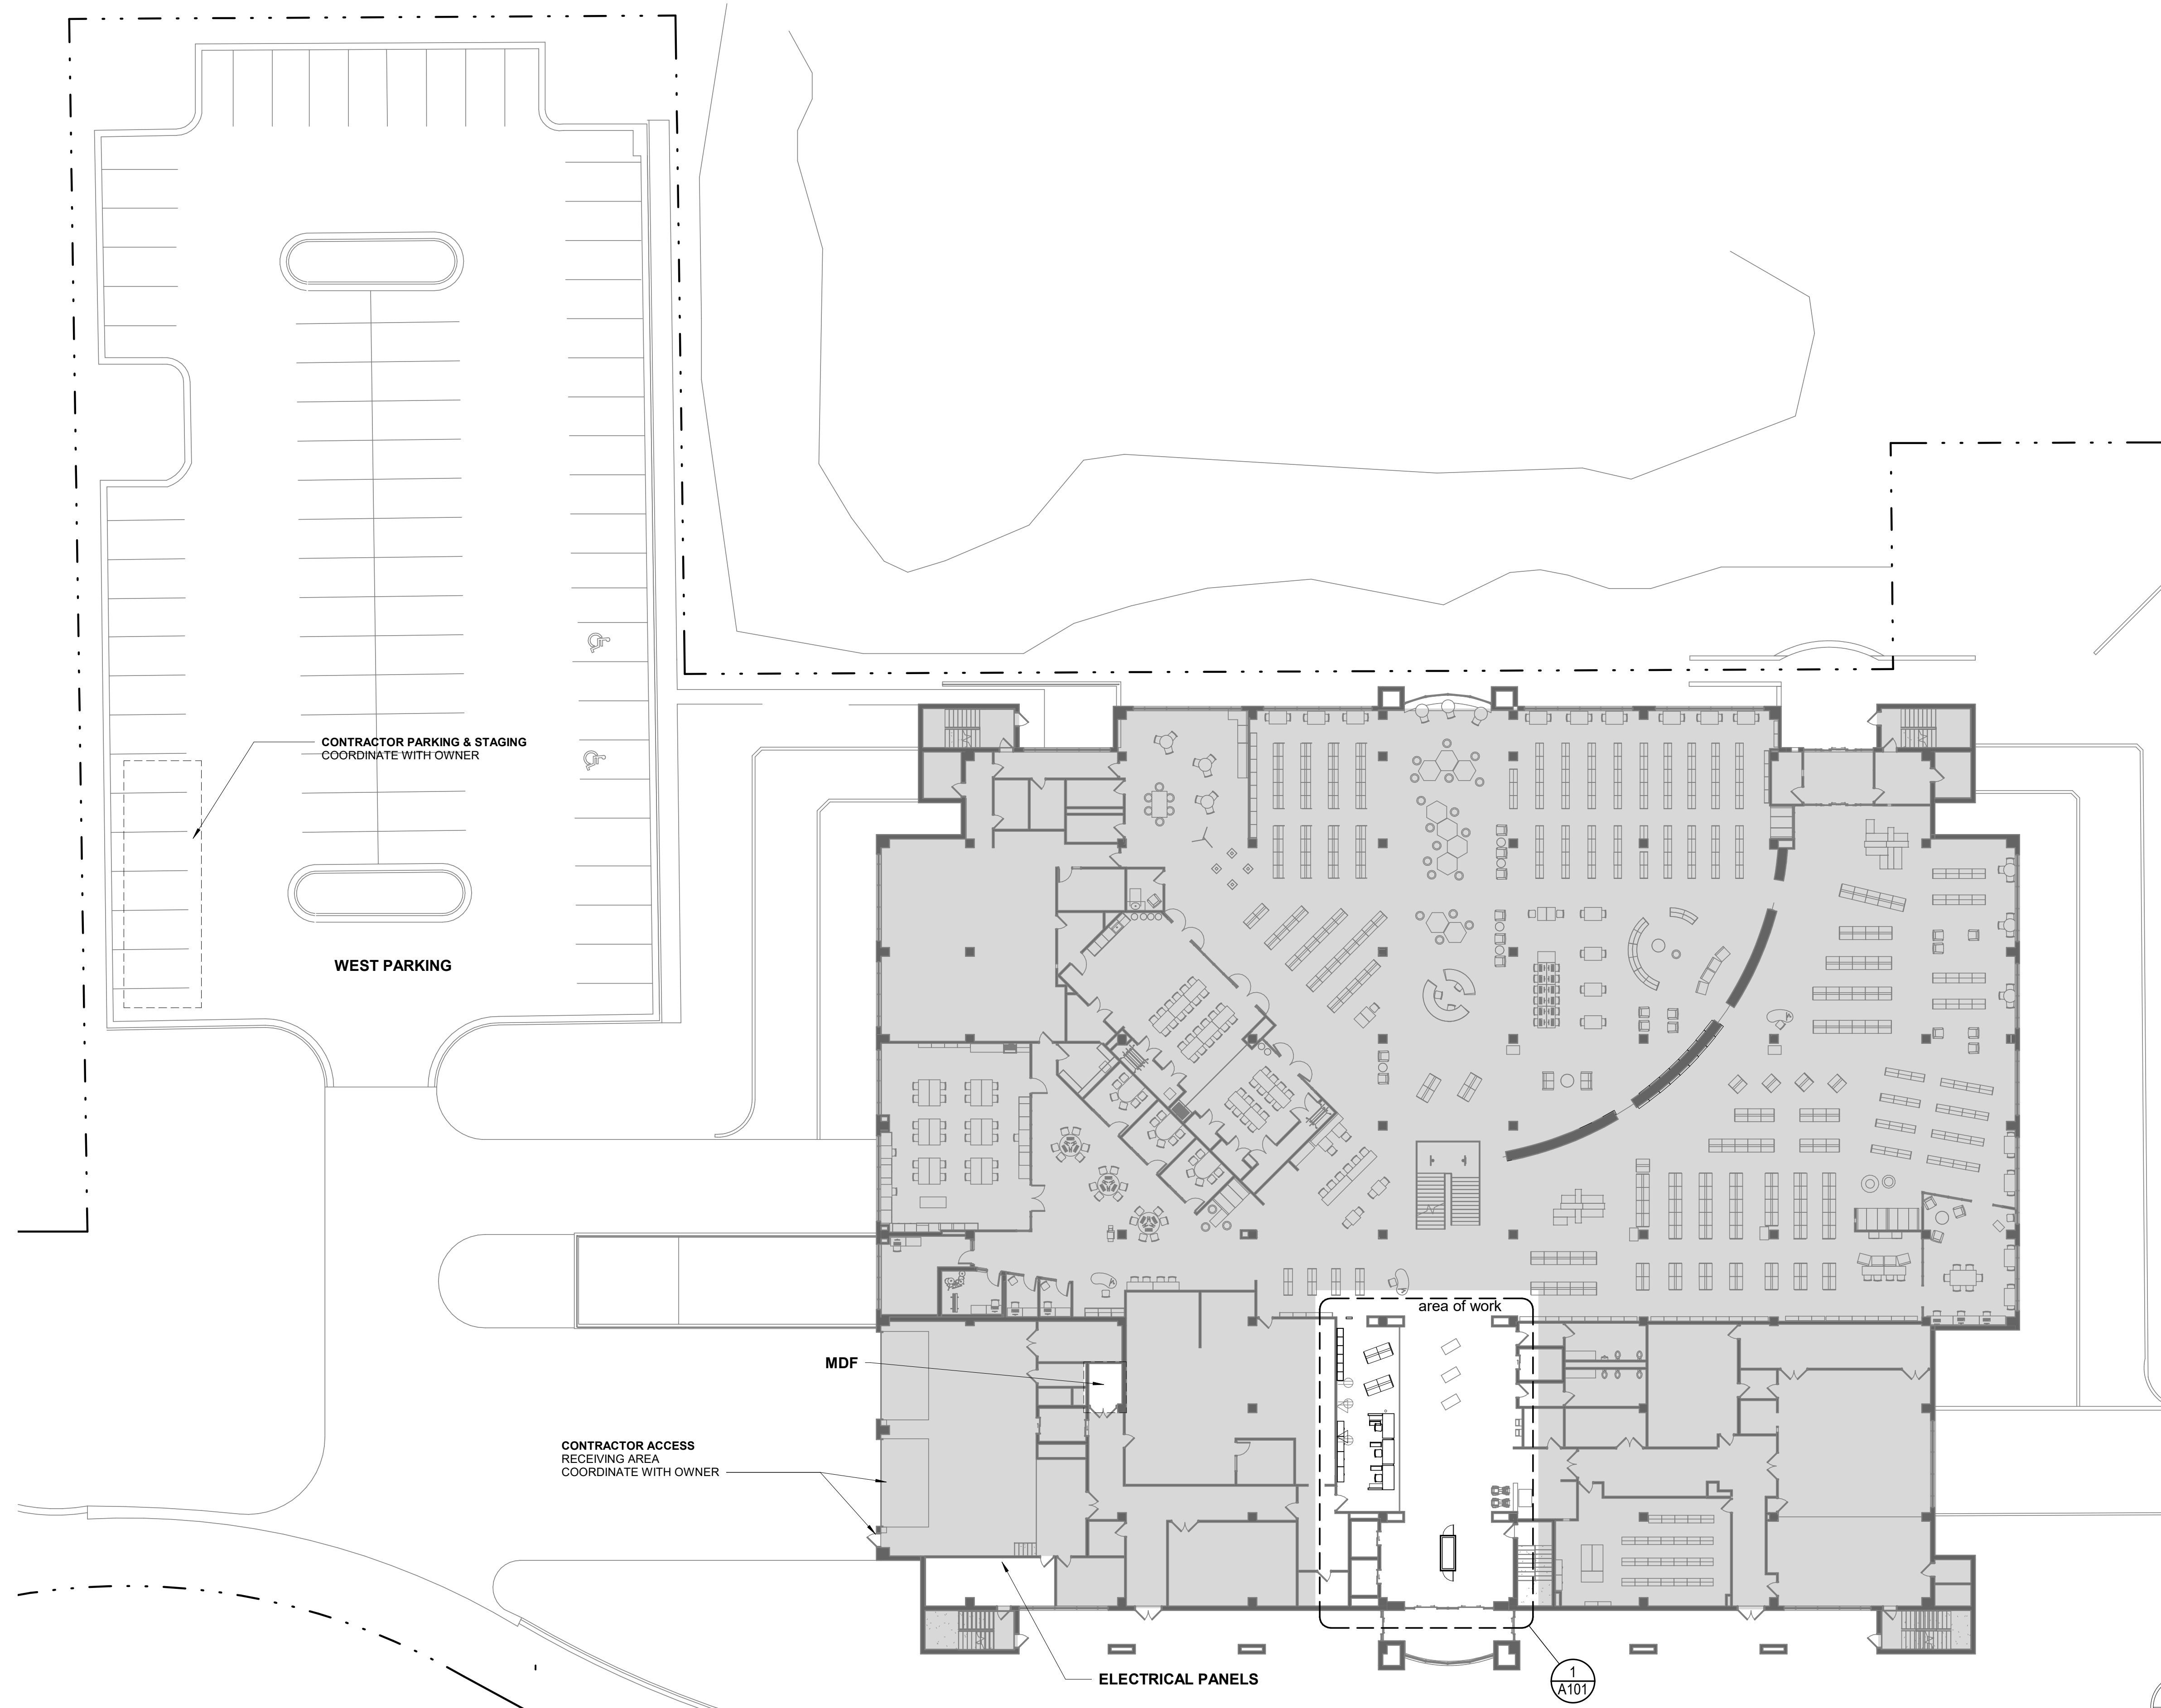 CONTRACTOR PARKING & STAGING
COORDINATE WITH OWNER
WEST PARKING
area of work
MDF
CONTRACTOR ACCESS
RECEIVING AREA
COORDINATE WITH OWNER
ELECTRICAL PANELS
1
A101